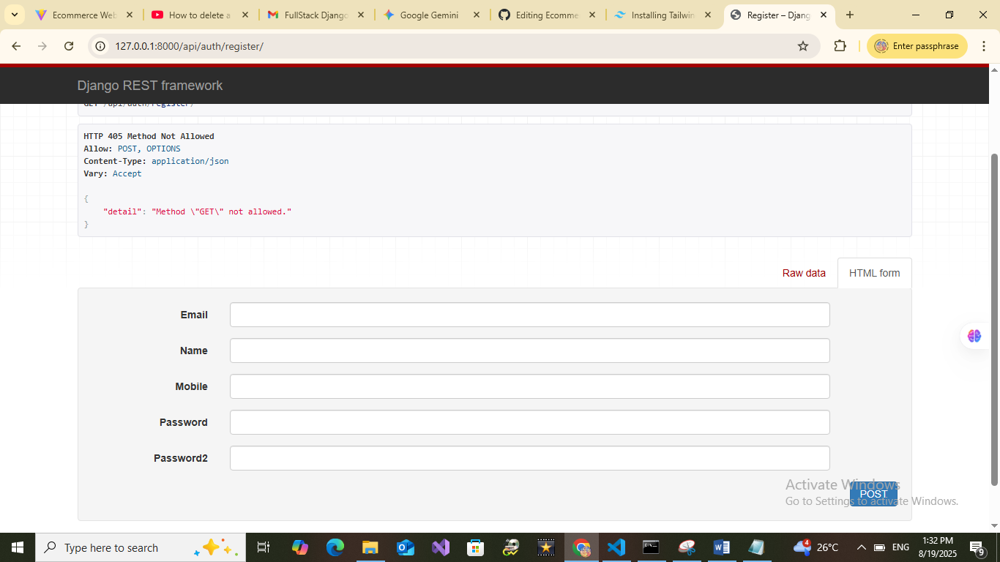 Ecommerce Web
How to delete a
FullStack Django
Google Gemini
Editing Ecomme
Installing Tailwin
Register – Djang
127.0.0.1:8000/api/auth/register/
Enter passphrase
Django REST framework
GET /api/auth/register/
HTTP 405 Method Not Allowed
Allow: POST, OPTIONS
Content-Type: application/json
Vary: Accept
{
"detail": "Method \"GET\" not allowed."
}
Raw data
HTML form
Email
Name
Mobile
Password
Password2
POST
Activate Windows
Go to Settings to activate Windows.
Type here to search
26°C
ENG
1:32 PM
8/19/2025
4
9